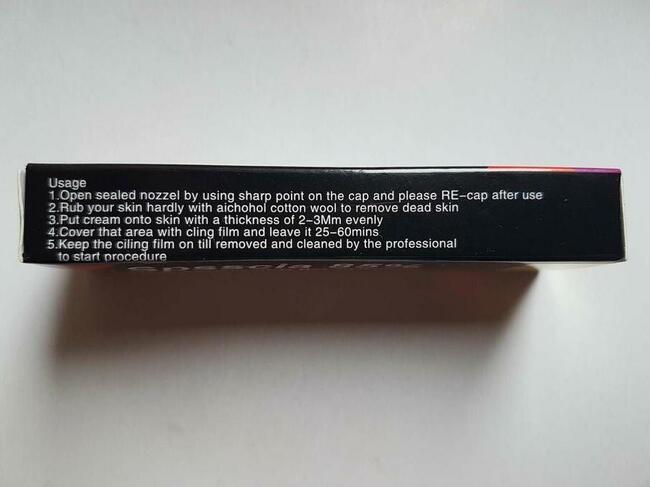 Usage
1.Open sealed nozzel by using sharp point on the cap and please RE-cap after use
2.Rub your skin hardly with aichohol cotton wool to remove dead skin
3.Put cream onto skin with a thickness of 2-3Mm evenly
4.Cover that area with cling film and leave it 25-60mins
5.Keep the ciling film on till removed and cleaned by the professional
to start procedure